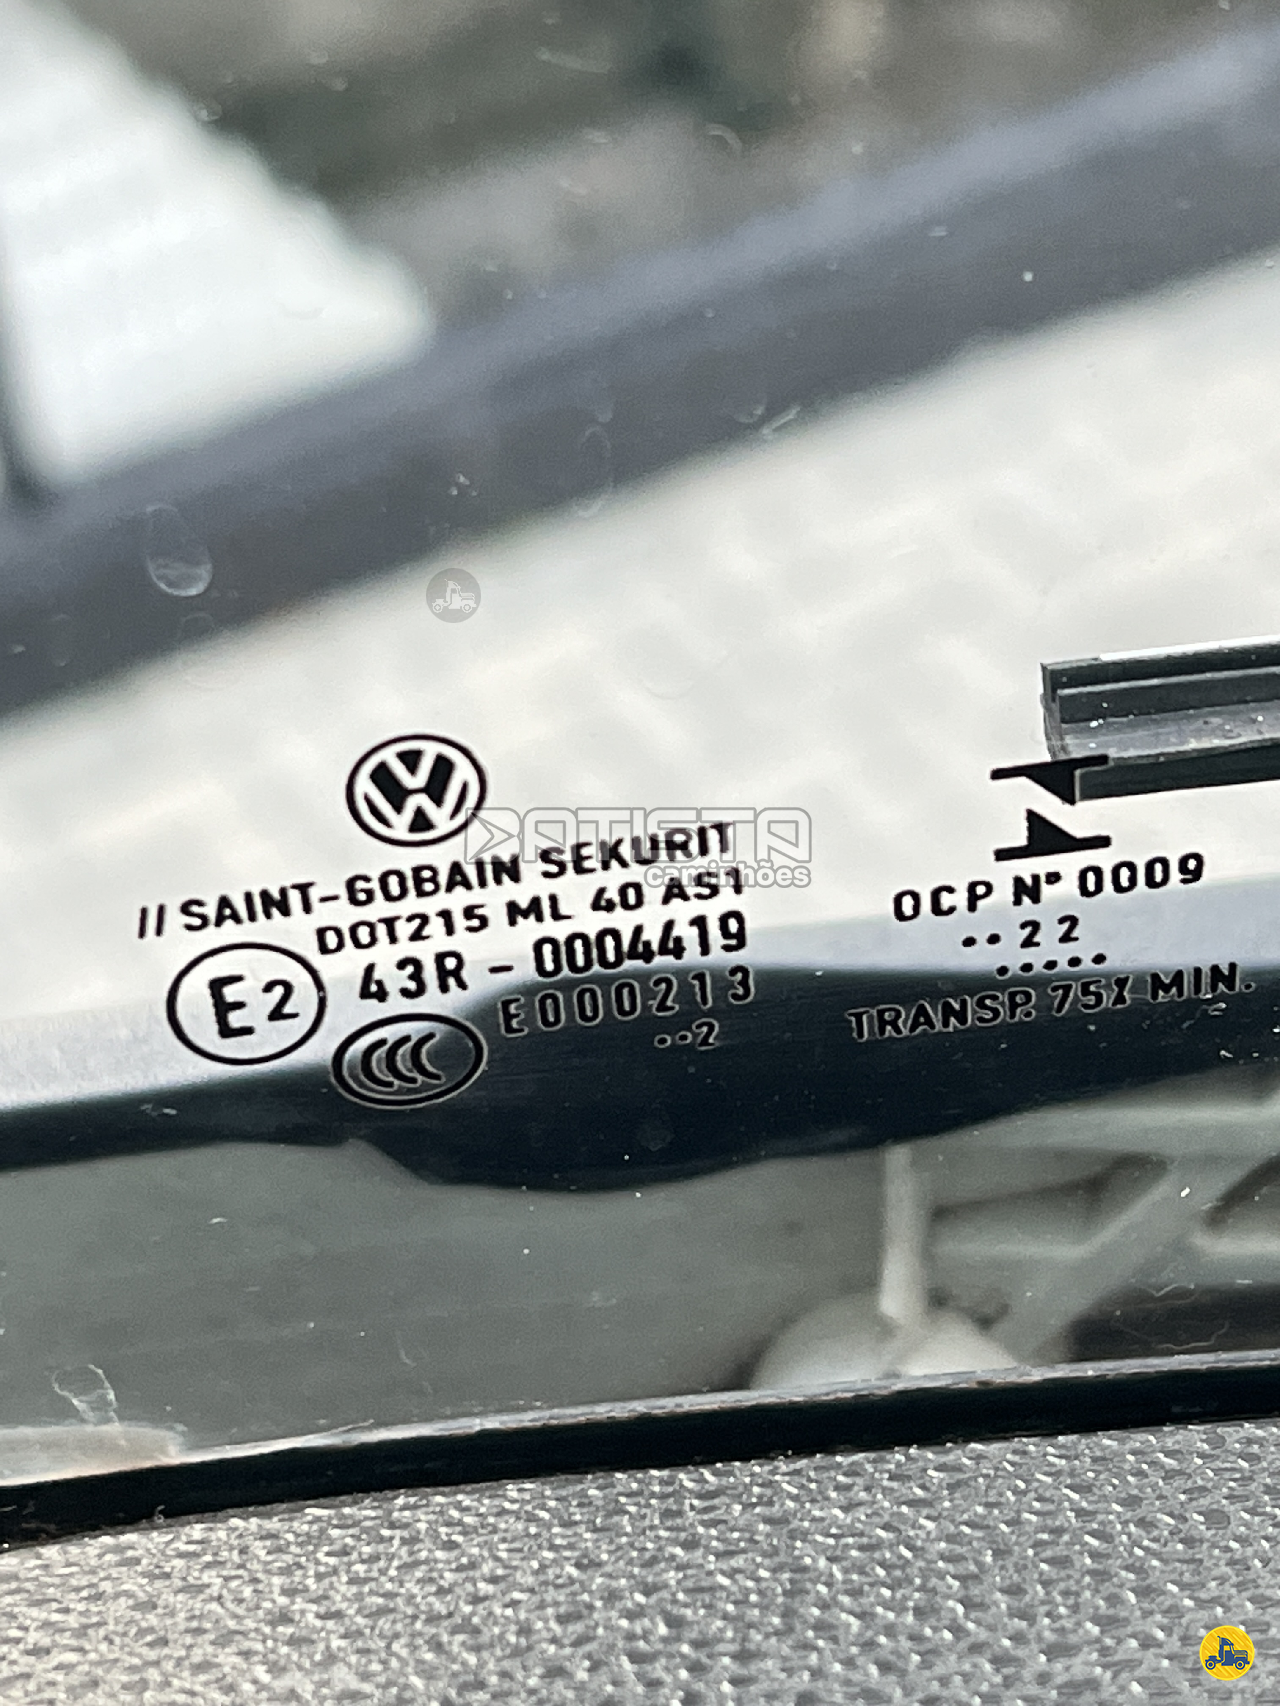 BATISTA
caminhões
// SAINT-GOBAIN SEKURIT
DOT215 ML 40 AS1
E2 43R - 0004419
CCC E000213
··2
OCP Nº 0009
··22
·····
TRANSP. 75% MIN.